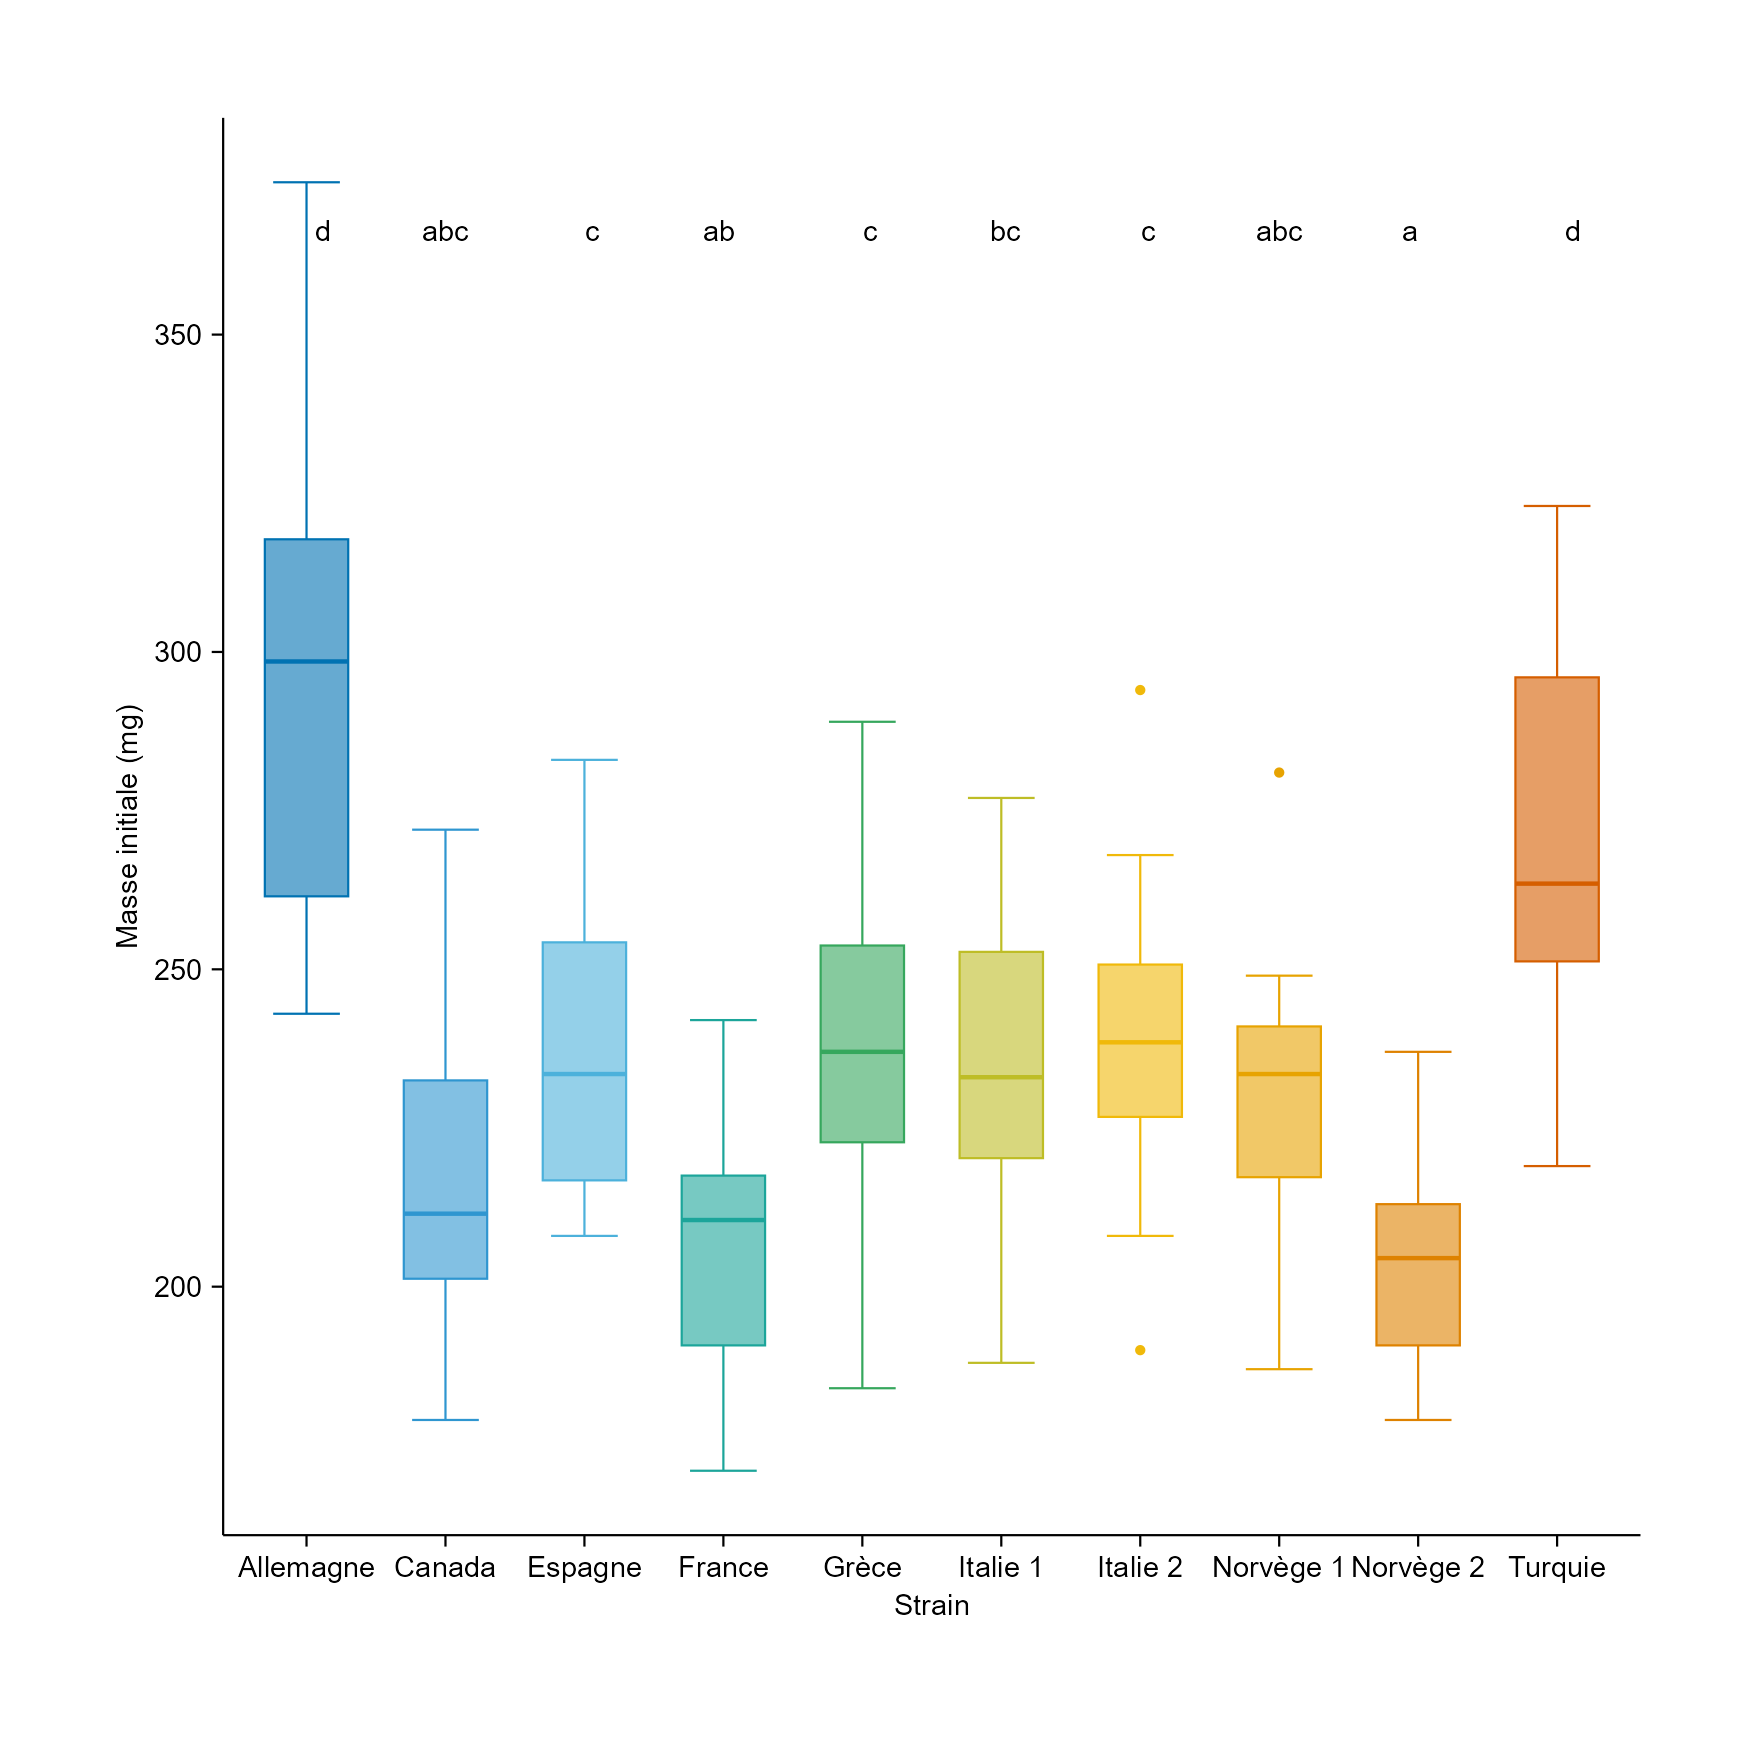 d abc c ab c bc c abc a d
350
300
250
200
Masse initiale (mg)
Allemagne Canada Espagne France Grèce Italie 1 Italie 2 Norvège 1 Norvège 2 Turquie
Strain